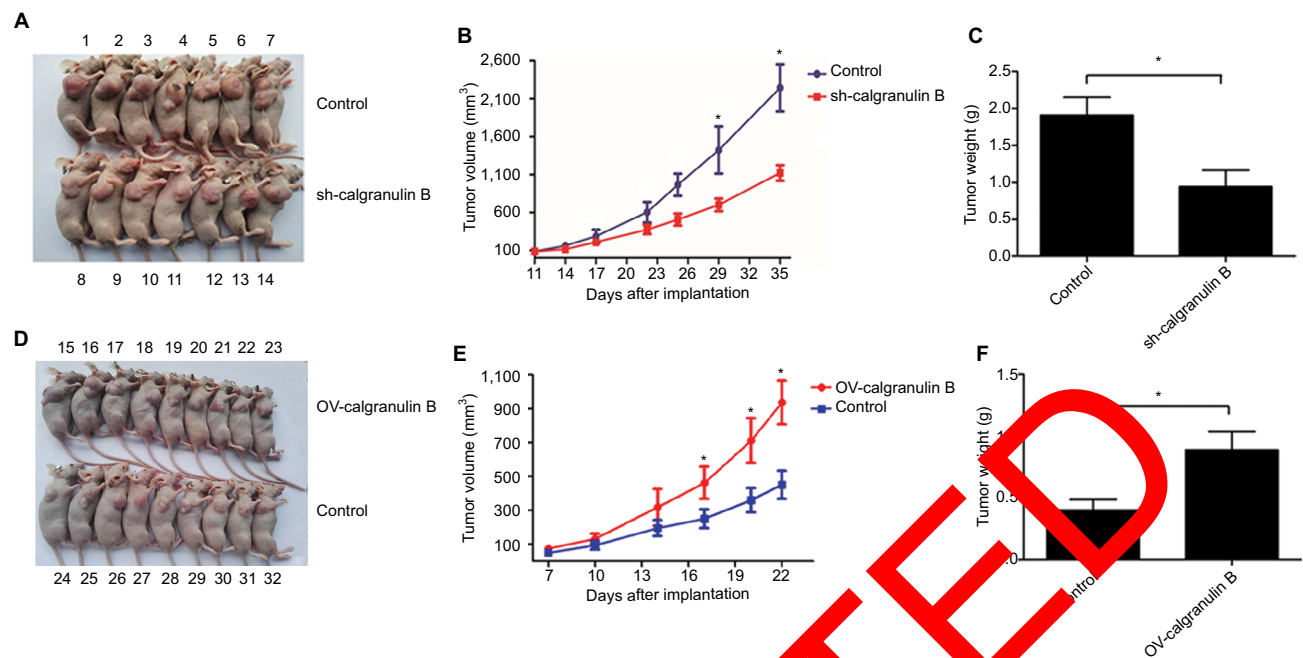 A
1 2 3 4 5 6 7
Control
sh-calgranulin B
8 9 10 11 12 13 14
B
Tumor volume (mm3)
2,600
2,100
1,600
1,100
600
100
11 14 17 20 23 26 29 32 35
Days after implantation
* *
Control
sh-calgranulin B
C
Tumor weight (g)
2.5
2.0
1.5
1.0
0.5
0.0
*
Control
sh-calgranulin B
D
15 16 17 18 19 20 21 22 23
OV-calgranulin B
Control
24 25 26 27 28 29 30 31 32
E
Tumor volume (mm3)
1,100
900
700
500
300
100
7 10 13 16 19 22
Days after implantation
* * *
OV-calgranulin B
Control
F
Tumor weight (g)
1.5
*
OV-calgranulin B
TED